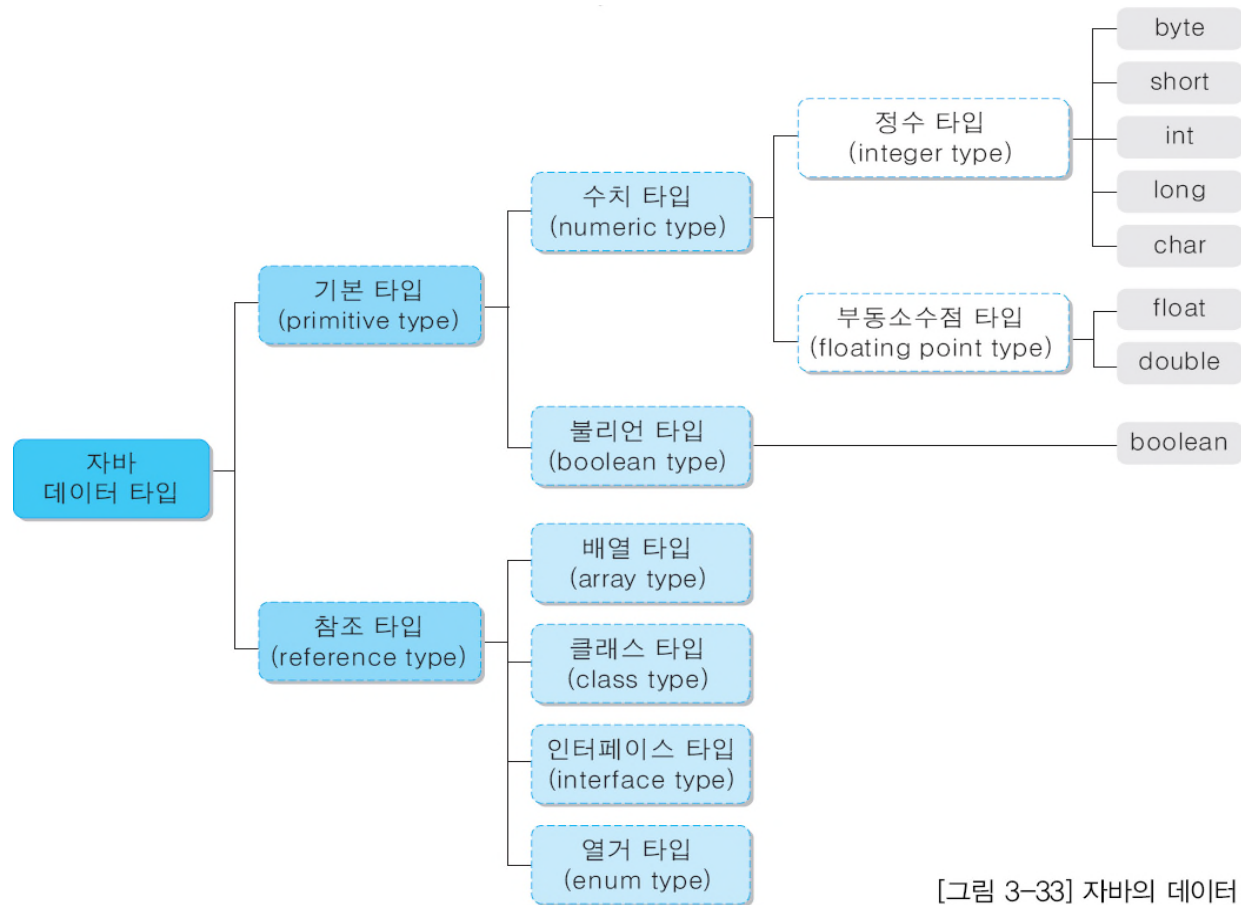 byte
short
정수 타입
(integer type)
int
수치 타입
(numeric type)
long
char
기본 타입
(primitive type)
부동소수점 타입
(floating point type)
float
double
불리언 타입
(boolean type)
boolean
자바
데이터 타입
배열 타입
(array type)
참조 타입
(reference type)
클래스 타입
(class type)
인터페이스 타입
(interface type)
열거 타입
(enum type)
[그림 3-33] 자바의 데이터